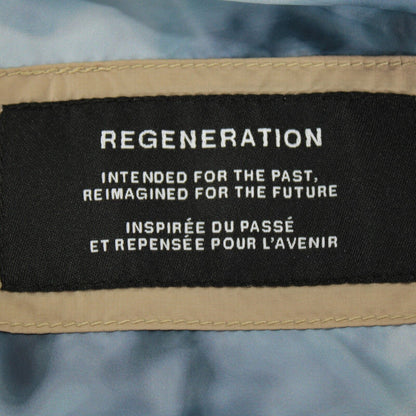 REGENERATION
INTENDED FOR THE PAST,
REIMAGINED FOR THE FUTURE
INSPIRÉE DU PASSÉ
ET REPENSÉE POUR L'AVENIR